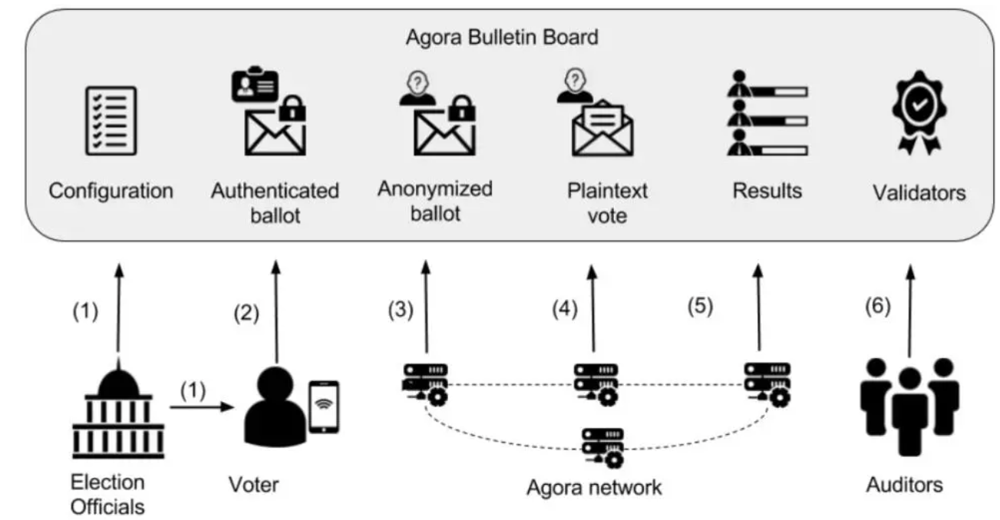 Agora Bulletin Board
?
?
Configuration
Authenticated
ballot
Anonymized
ballot
Plaintext
vote
Results
Validators
(1)
(2)
(3)
(4)
(5)
(6)
(1)
Election
Officials
Voter
Agora network
Auditors